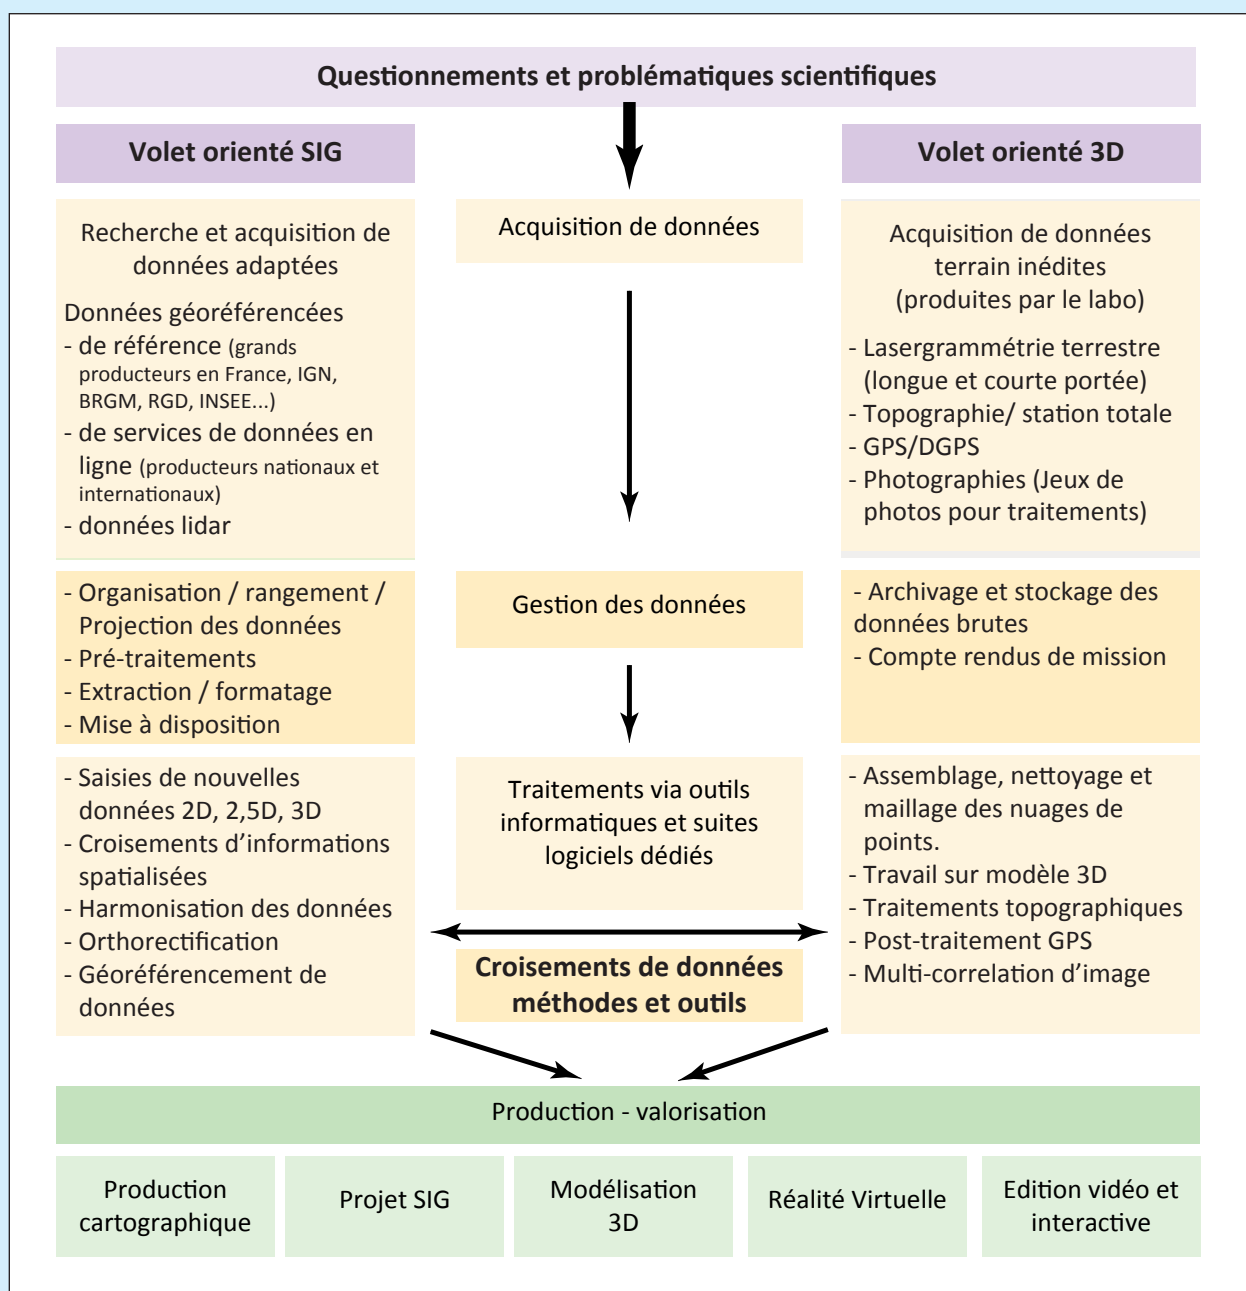 Questionnements et problématiques scientifiques
Volet orienté SIG
Volet orienté 3D
Recherche et acquisition de
données adaptées
Données géoréférencées
- de référence (grands
producteurs en France, IGN,
BRGM, RGD, INSEE...)
- de services de données en
ligne (producteurs nationaux et
internationaux)
- données lidar
Acquisition de données
Acquisition de données
terrain inédites
(produites par le labo)
- Lasergrammétrie terrestre
(longue et courte portée)
- Topographie/ station totale
- GPS/DGPS
- Photographies (Jeux de
photos pour traitements)
- Organisation / rangement /
Projection des données
- Pré-traitements
- Extraction / formatage
- Mise à disposition
Gestion des données
- Archivage et stockage des
données brutes
- Compte rendus de mission
- Saisies de nouvelles
données 2D, 2,5D, 3D
- Croisements d’informations
spatialisées
- Harmonisation des données
- Orthorectification
- Géoréférencement de
données
Traitements via outils
informatiques et suites
logiciels dédiés
Croisements de données
méthodes et outils
- Assemblage, nettoyage et
maillage des nuages de
points.
- Travail sur modèle 3D
- Traitements topographiques
- Post-traitement GPS
- Multi-correlation d’image
Production - valorisation
Production
cartographique
Projet SIG
Modélisation
3D
Réalité Virtuelle
Edition vidéo et
interactive